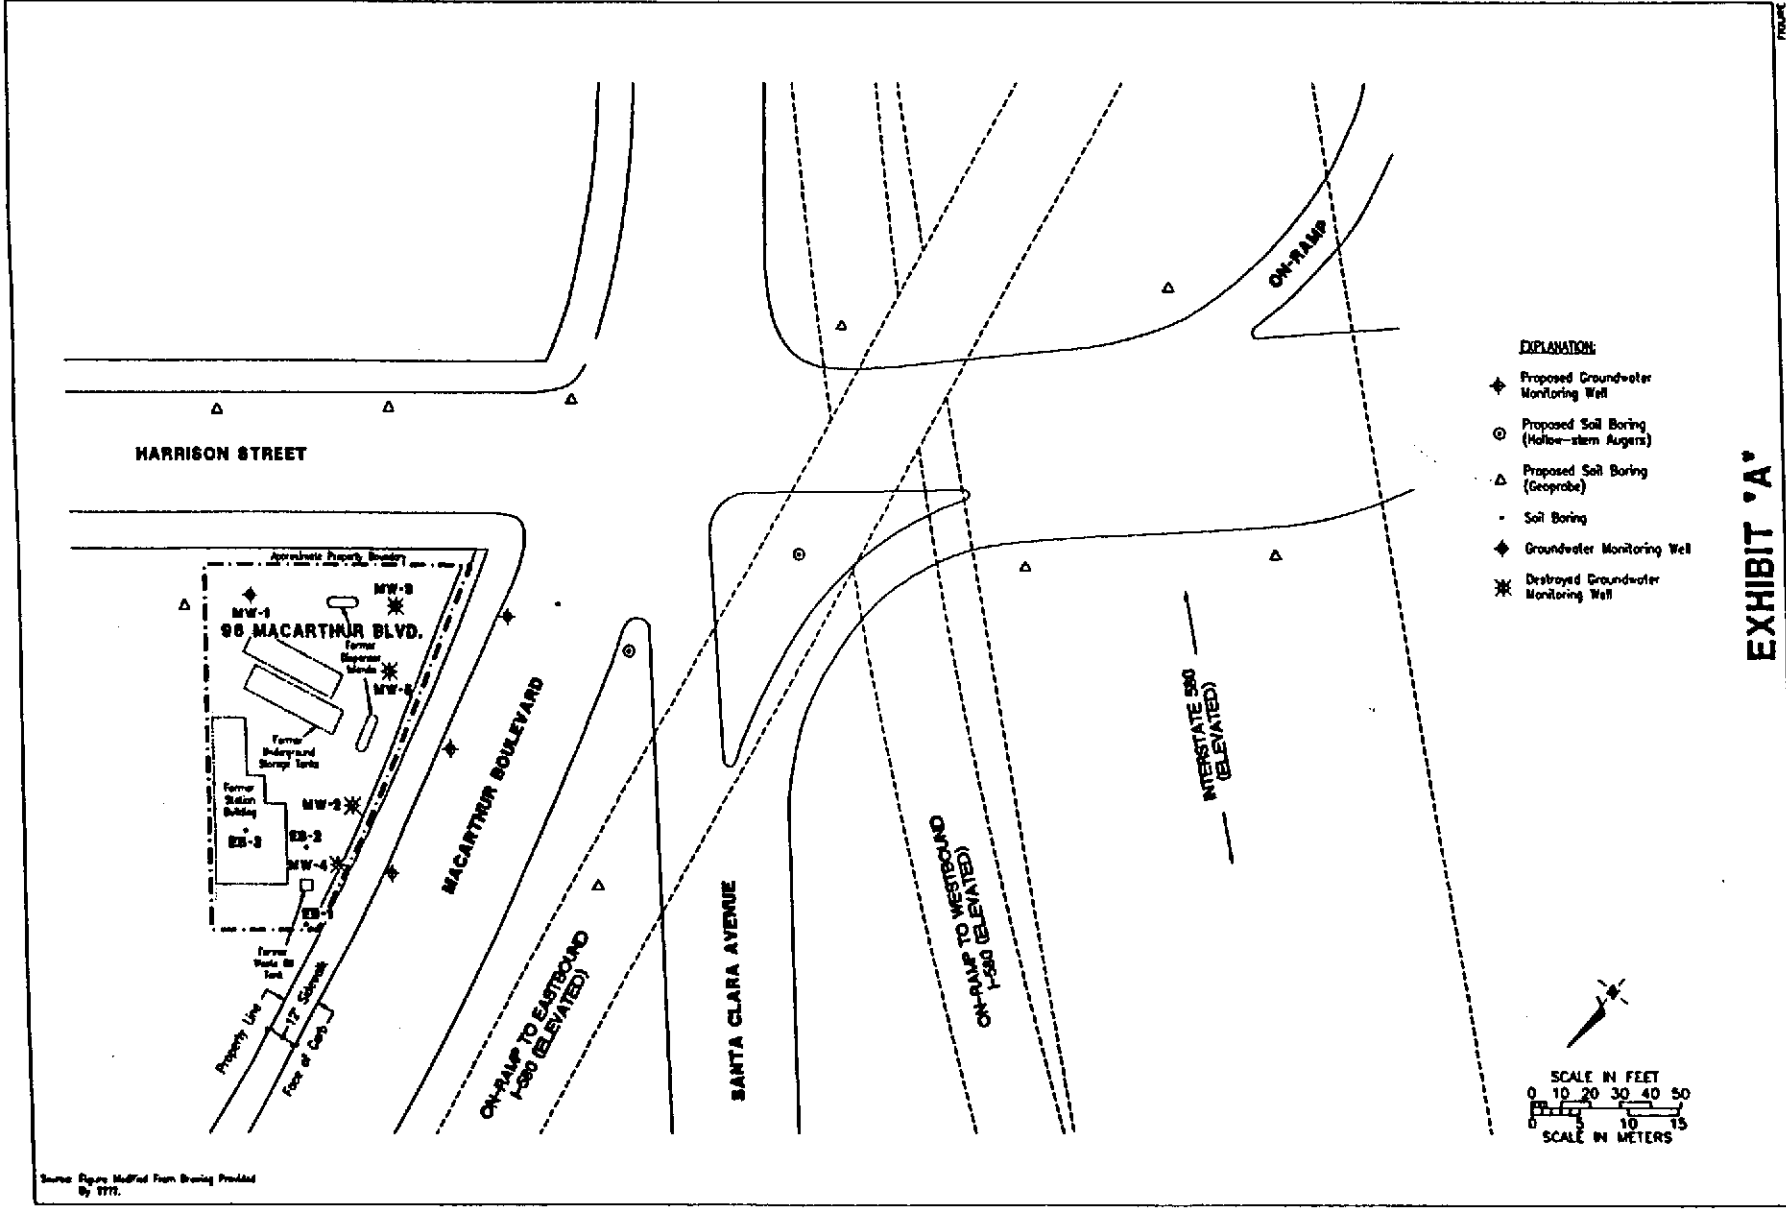 FIGURE
ON-RAMP
EXPLANATION:
Proposed Groundwater
Monitoring Well
Proposed Soil Boring
(Hollow-stem Augers)
Proposed Soil Boring
(Geoprobe)
Soil Boring
Groundwater Monitoring Well
Destroyed Groundwater
Monitoring Well
EXHIBIT "A"
HARRISON STREET
Approximate Property Boundary
MW-1
MW-3
MACARTHUR BLVD.
Former
Dispenser
Islands
MW-5
Former
Underground
Storage Tanks
Former
Station
Building
MW-2
EB-3
EB-2
MW-4
EB-1
Former
Waste Oil
Tank
Property Line
12' Sidewalk
Face of Curb
MACARTHUR BOULEVARD
ON-RAMP TO EASTBOUND
I-580 (ELEVATED)
SANTA CLARA AVENUE
ON-RAMP TO WESTBOUND
I-580 (ELEVATED)
INTERSTATE 580
(ELEVATED)
SCALE IN FEET
0 10 20 30 40 50
0 5 10 15
SCALE IN METERS
Source: Figure Modified From Drawing Provided
By ????.